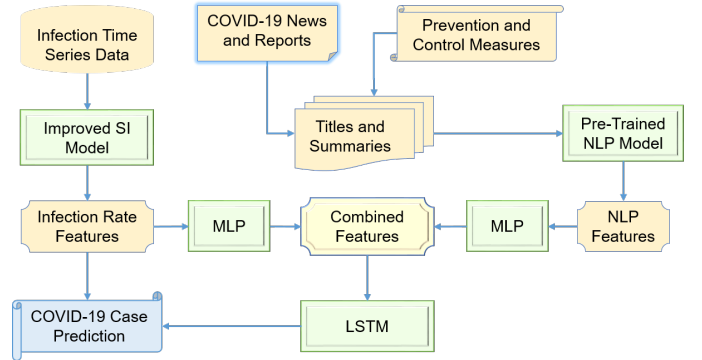 Infection Time
Series Data
COVID-19 News
and Reports
Prevention and
Control Measures
Improved SI
Model
Titles and
Summaries
Pre-Trained
NLP Model
Infection Rate
Features
MLP
Combined
Features
MLP
NLP
Features
COVID-19 Case
Prediction
LSTM